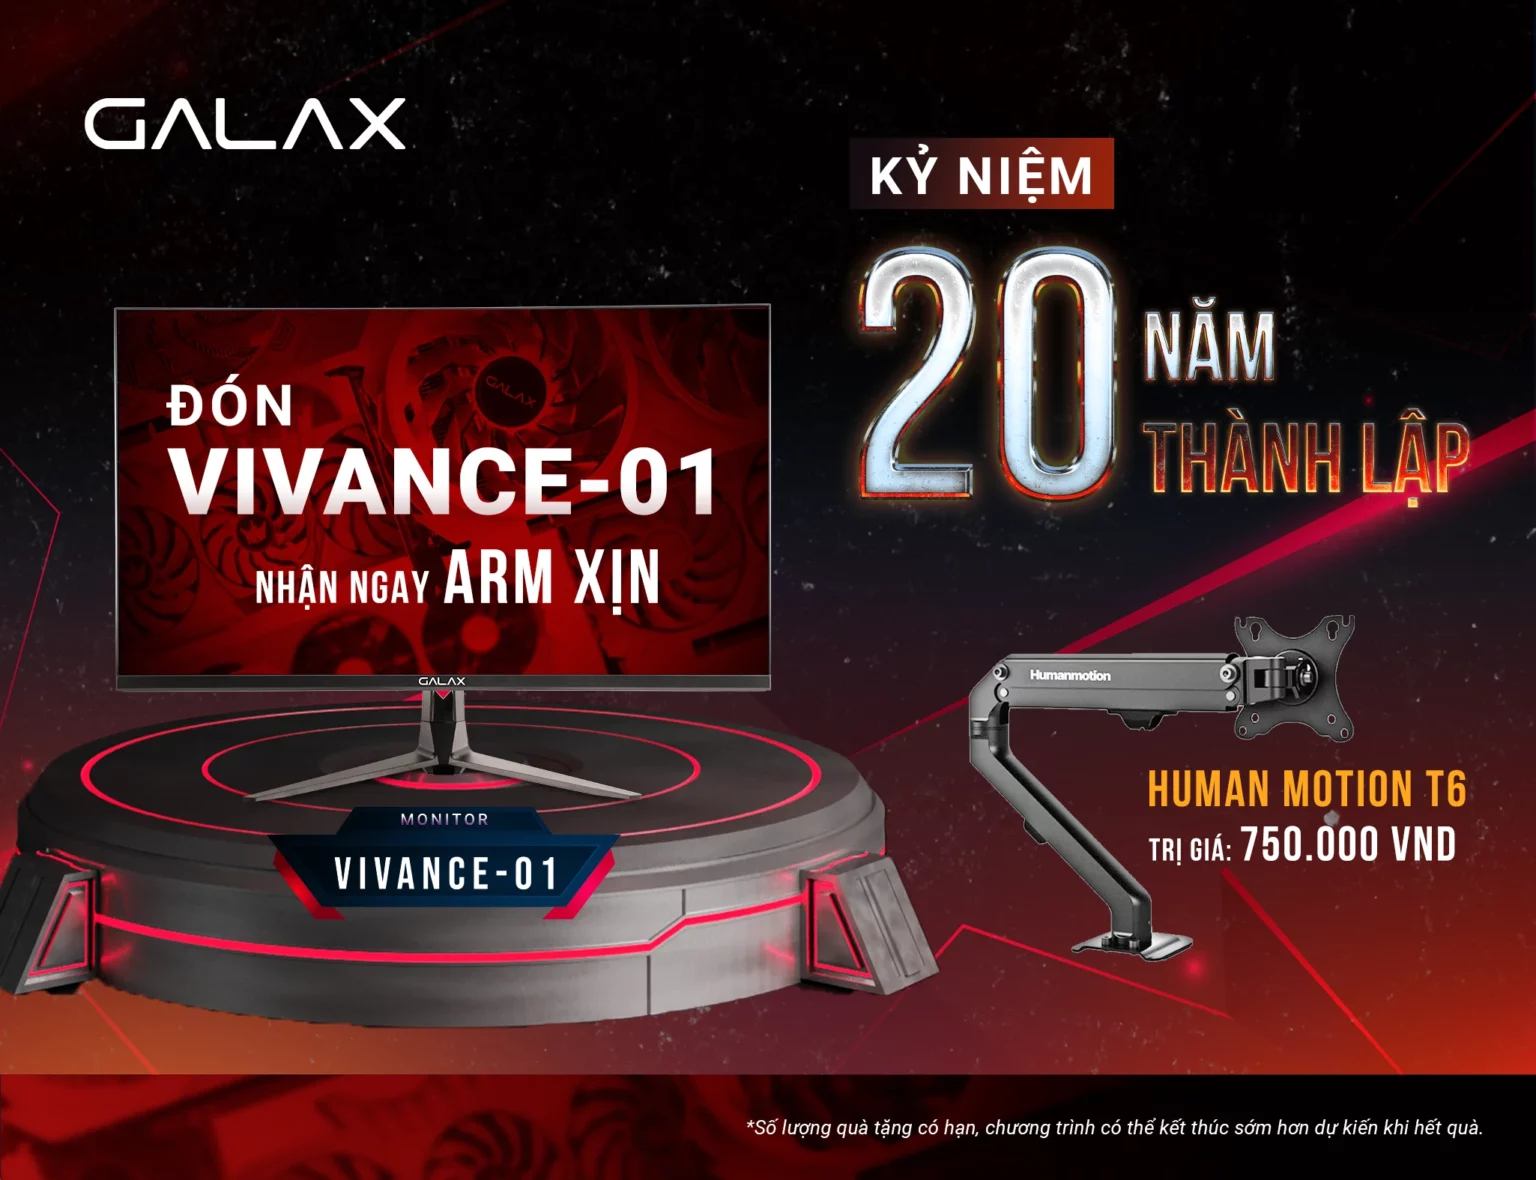 GALAX
KỶ NIỆM
20 NĂM
THÀNH LẬP
GALAX
ĐÓN
VIVANCE-01
NHẬN NGAY ARM XỊN
GALAX
MONITOR
VIVANCE-01
Humanmotion
HUMAN MOTION T6
TRỊ GIÁ: 750.000 VND
*Số lượng quà tặng có hạn, chương trình có thể kết thúc sớm hơn dự kiến khi hết quà.